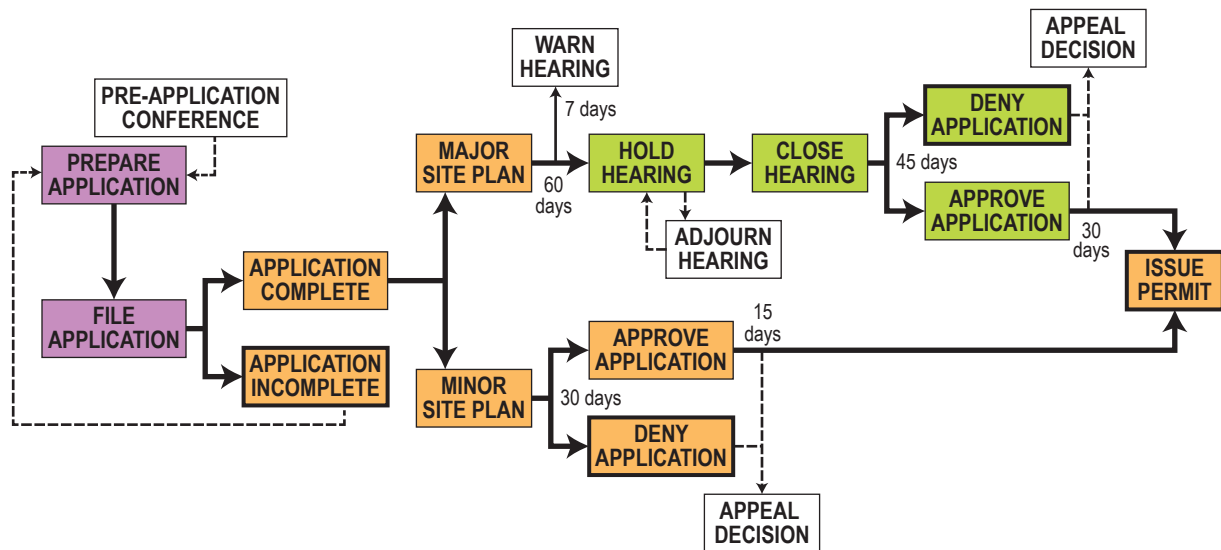 PRE-APPLICATION
CONFERENCE
PREPARE
APPLICATION
FILE
APPLICATION
APPLICATION
COMPLETE
APPLICATION
INCOMPLETE
MAJOR
SITE PLAN
WARN
HEARING
7 days
60
days
HOLD
HEARING
ADJOURN
HEARING
CLOSE
HEARING
45 days
DENY
APPLICATION
APPROVE
APPLICATION
APPEAL
DECISION
30
days
ISSUE
PERMIT
MINOR
SITE PLAN
30 days
APPROVE
APPLICATION
15
days
DENY
APPLICATION
APPEAL
DECISION